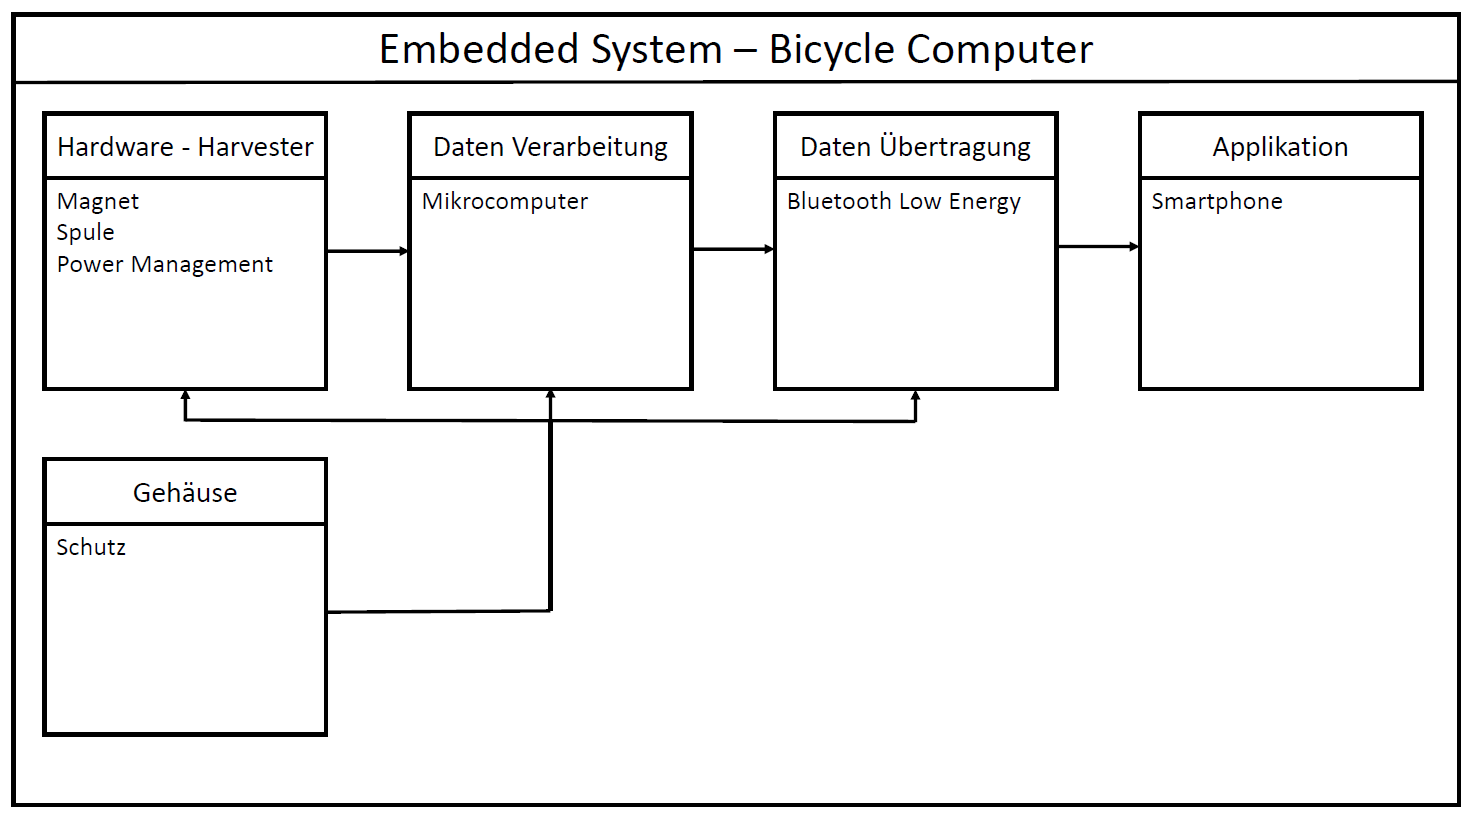 Embedded System – Bicycle Computer
Hardware - Harvester
Magnet
Spule
Power Management
Daten Verarbeitung
Mikrocomputer
Daten Übertragung
Bluetooth Low Energy
Applikation
Smartphone
Gehäuse
Schutz